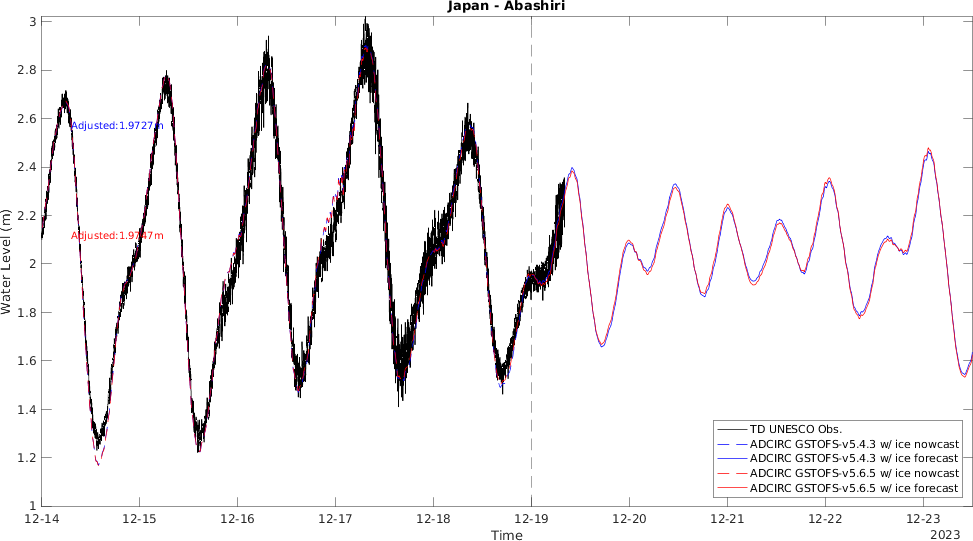 Japan - Abashiri
3
2.8
2.6
2.4
2.2
2
1.8
1.6
1.4
1.2
1
Water Level (m)
Adjusted:1.9727m
Adjusted:1.9747m
TD UNESCO Obs.
ADCIRC GSTOFS-v5.4.3 w/ ice nowcast
ADCIRC GSTOFS-v5.4.3 w/ ice forecast
ADCIRC GSTOFS-v5.6.5 w/ ice nowcast
ADCIRC GSTOFS-v5.6.5 w/ ice forecast
12-14 12-15 12-16 12-17 12-18 12-19 12-20 12-21 12-22 12-23
Time
2023